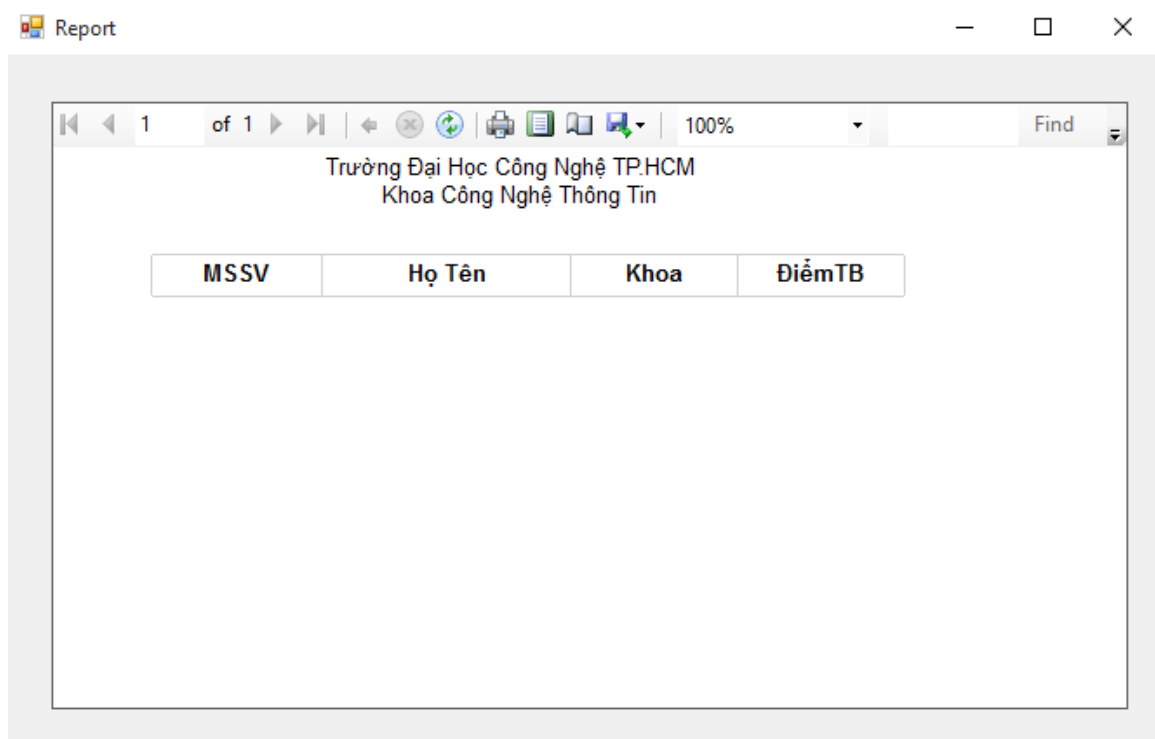 Report
1 of 1 100% Find
Trường Đại Học Công Nghệ TP.HCM
Khoa Công Nghệ Thông Tin
MSSV Họ Tên Khoa ĐiểmTB